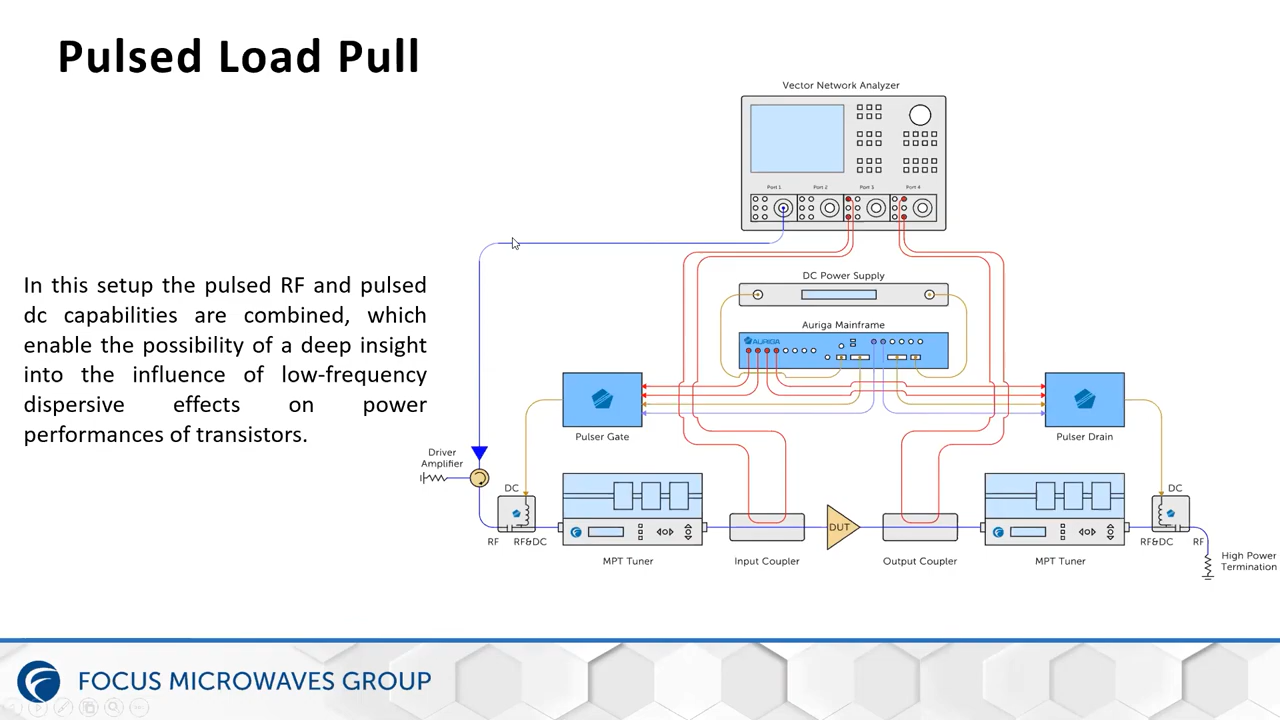 Pulsed Load Pull
Vector Network Analyzer
Port 1
Port 2
Port 3
Port 4
In this setup the pulsed RF and pulsed
dc capabilities are combined, which
enable the possibility of a deep insight
into the influence of low-frequency
dispersive effects on power
performances of transistors.
DC Power Supply
Auriga Mainframe
AURIGA
Pulser Gate
Pulser Drain
Driver
Amplifier
DC
RF
RF&DC
MPT Tuner
Input Coupler
DUT
Output Coupler
MPT Tuner
DC
RF&DC
RF
High Power
Termination
FOCUS MICROWAVES GROUP